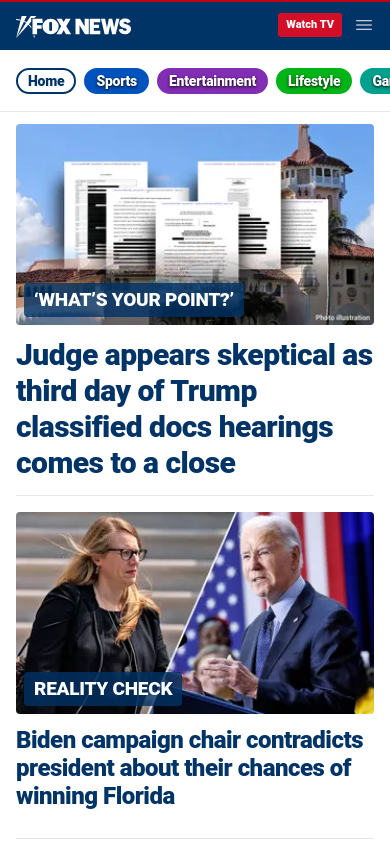 FOX NEWS
Watch TV
Home
Sports
Entertainment
Lifestyle
‘WHAT’S YOUR POINT?’
Photo illustration
Judge appears skeptical as
third day of Trump
classified docs hearings
comes to a close
REALITY CHECK
Biden campaign chair contradicts
president about their chances of
winning Florida